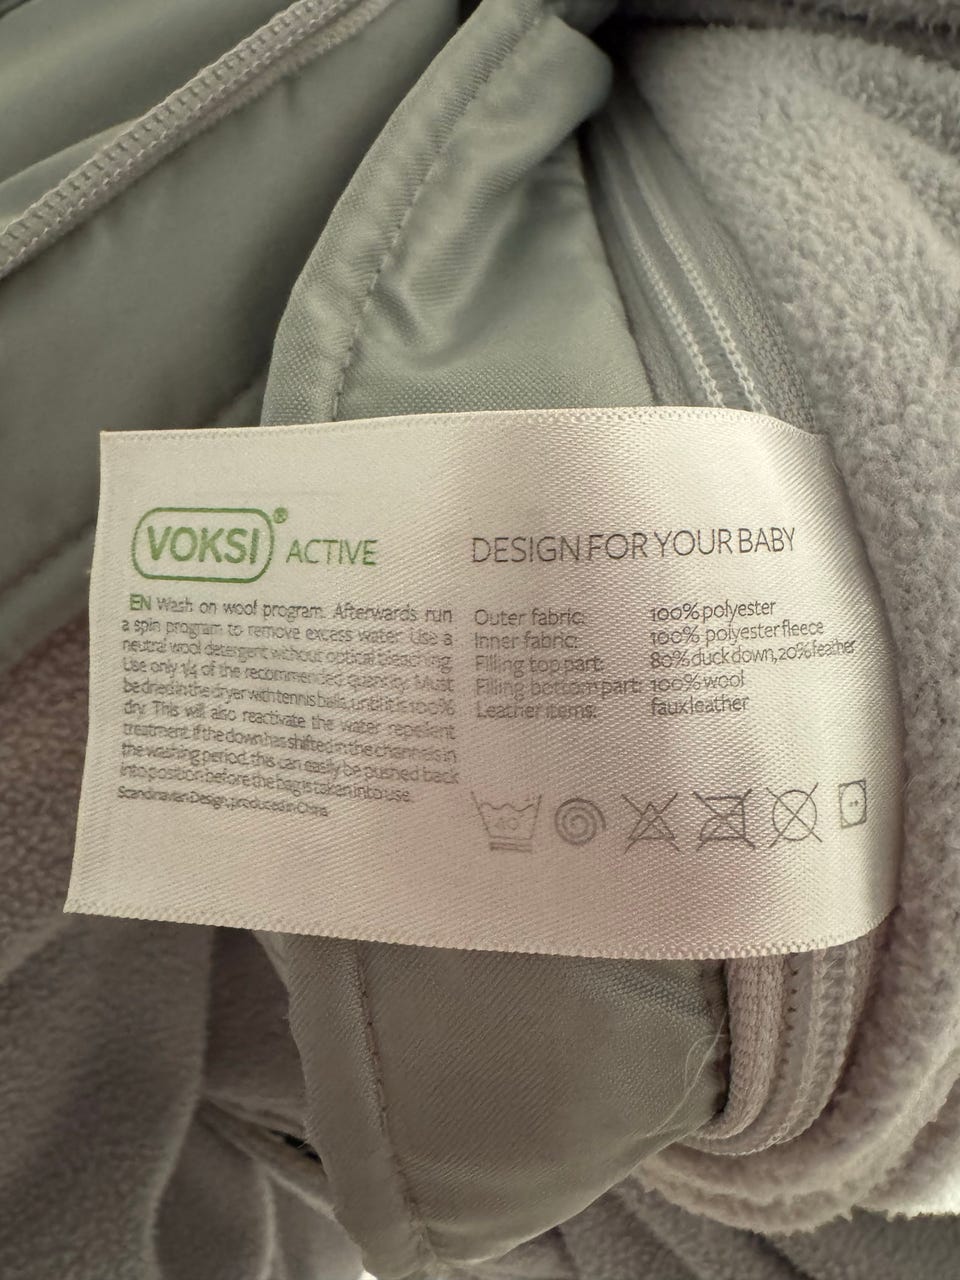 VOKSI® ACTIVE
EN Wash on wool program. Afterwards run
a spin program to remove excess water. Use a
neutral wool detergent without optical bleaching.
Use only 1/4 of the recommended quantity. Must
be dried in the dryer with tennis balls, until it is 100%
dry. This will also reactivate the water repellent
treatment. If the down has shifted in the channels in
the washing period, this can easily be pushed back
into position before the bag is taken into use.
Scandinavian Design, produced in China
DESIGN FOR YOUR BABY
Outer fabric: 100% polyester
Inner fabric: 100% polyester fleece
Filling top part: 80% duck down, 20% feather
Filling bottom part: 100% wool
Leather items: faux leather
40